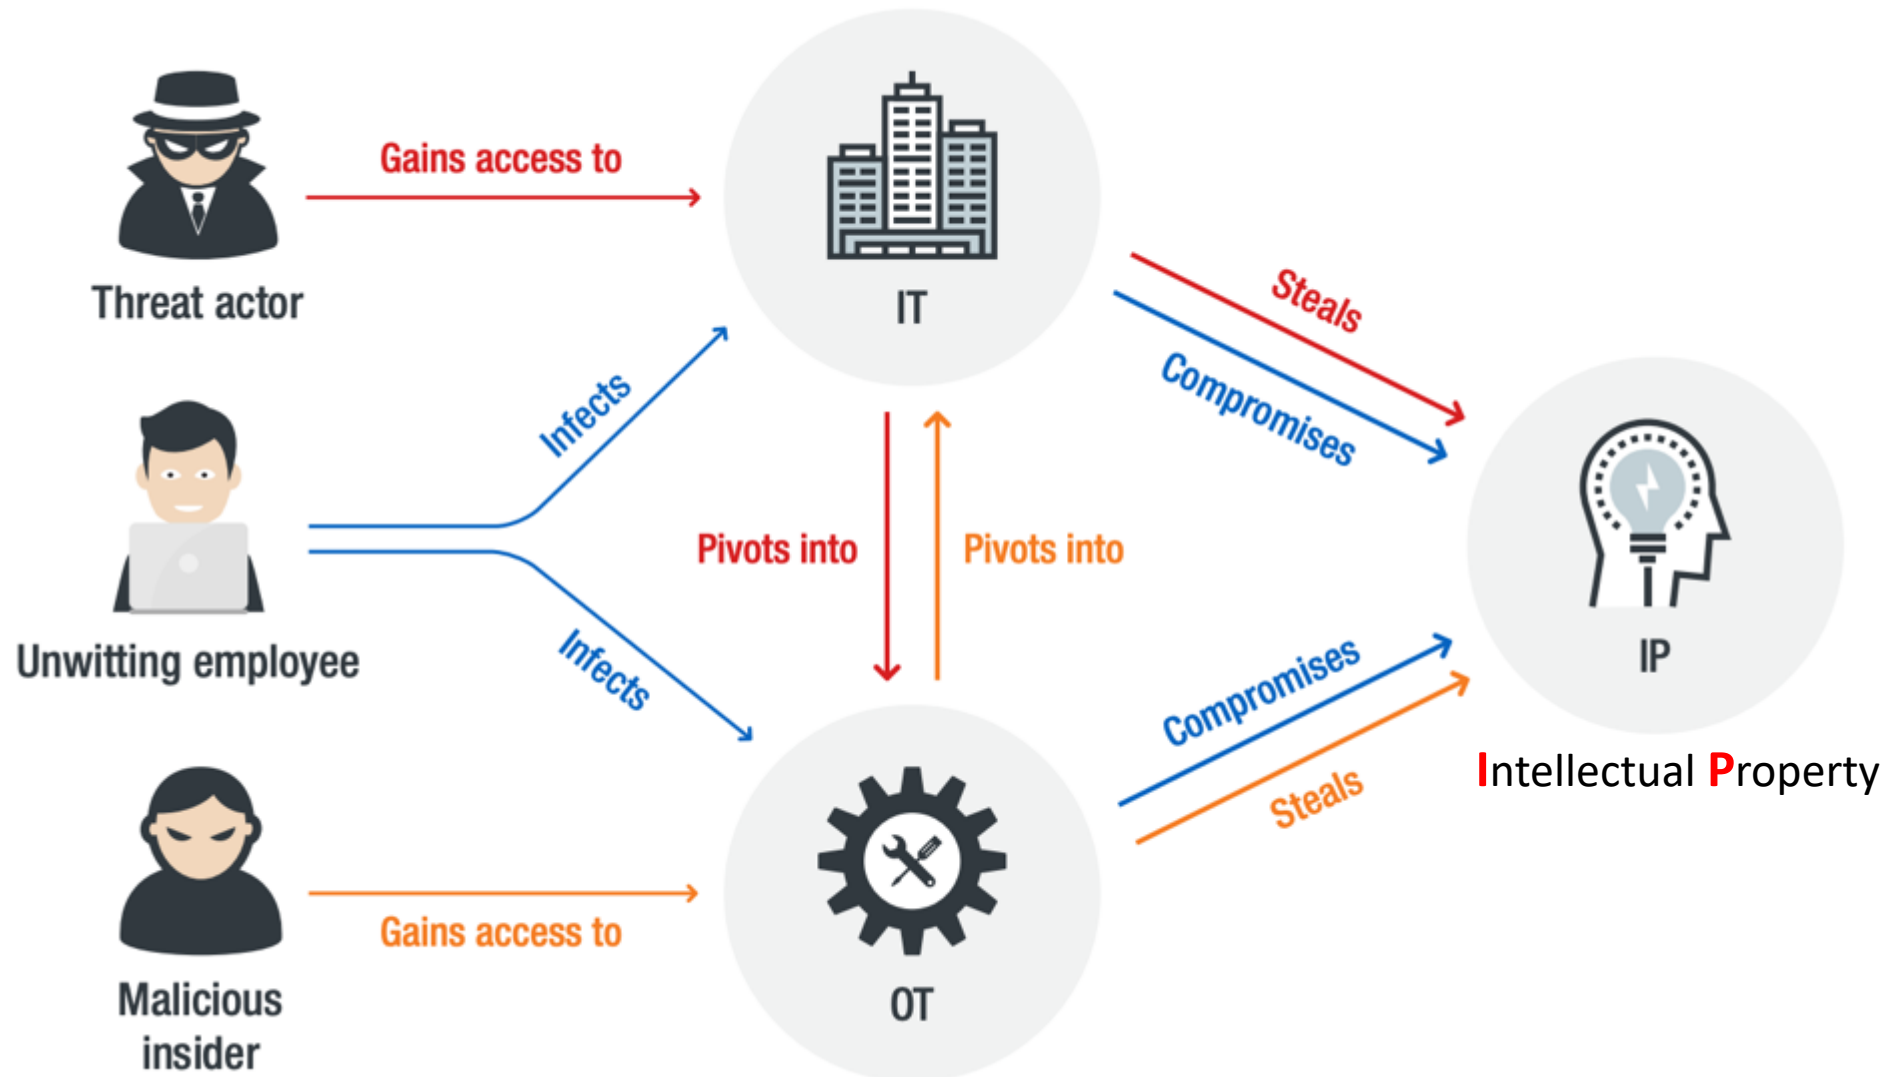 Gains access to
Threat actor
IT
Steals
Compromises
Infects
Pivots into
Pivots into
Unwitting employee
Infects
Compromises
Steals
IP
Intellectual Property
Gains access to
Malicious
insider
OT